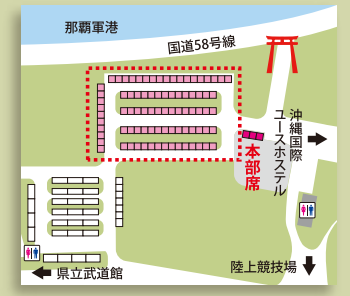 那覇軍港
国道58号線
沖縄国際
ユースホステル
本部席
陸上競技場
県立武道館